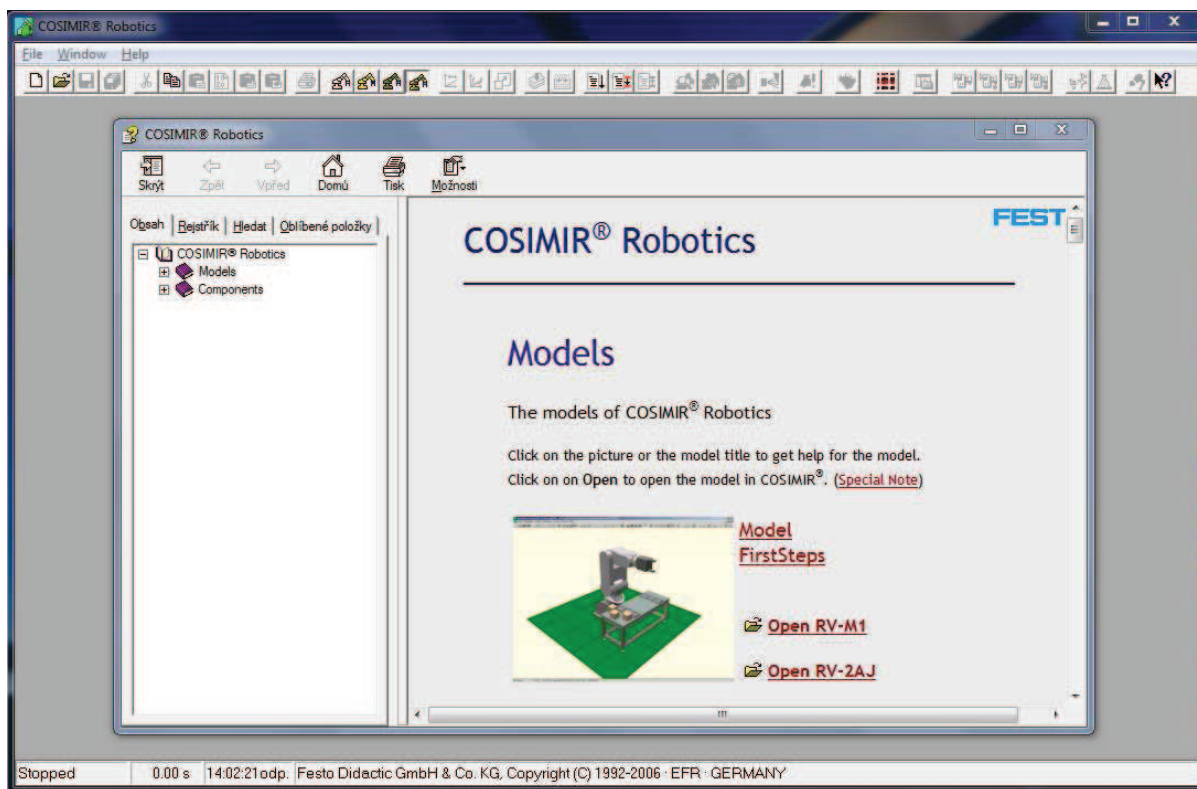 COSIMIR® Robotics
File Window Help
COSIMIR® Robotics
Skrýt Zpět Vpřed Domů Tisk Možnosti
Obsah Rejstřík Hledat Oblíbené položky
COSIMIR® Robotics
Models
Components
FEST
COSIMIR® Robotics
Models
The models of COSIMIR® Robotics
Click on the picture or the model title to get help for the model.
Click on on Open to open the model in COSIMIR®. (Special Note)
Model
FirstSteps
Open RV-M1
Open RV-2AJ
Stopped 0.00 s 14:02:21 odp. Festo Didactic GmbH & Co. KG, Copyright (C) 1992-2006 · EFR · GERMANY